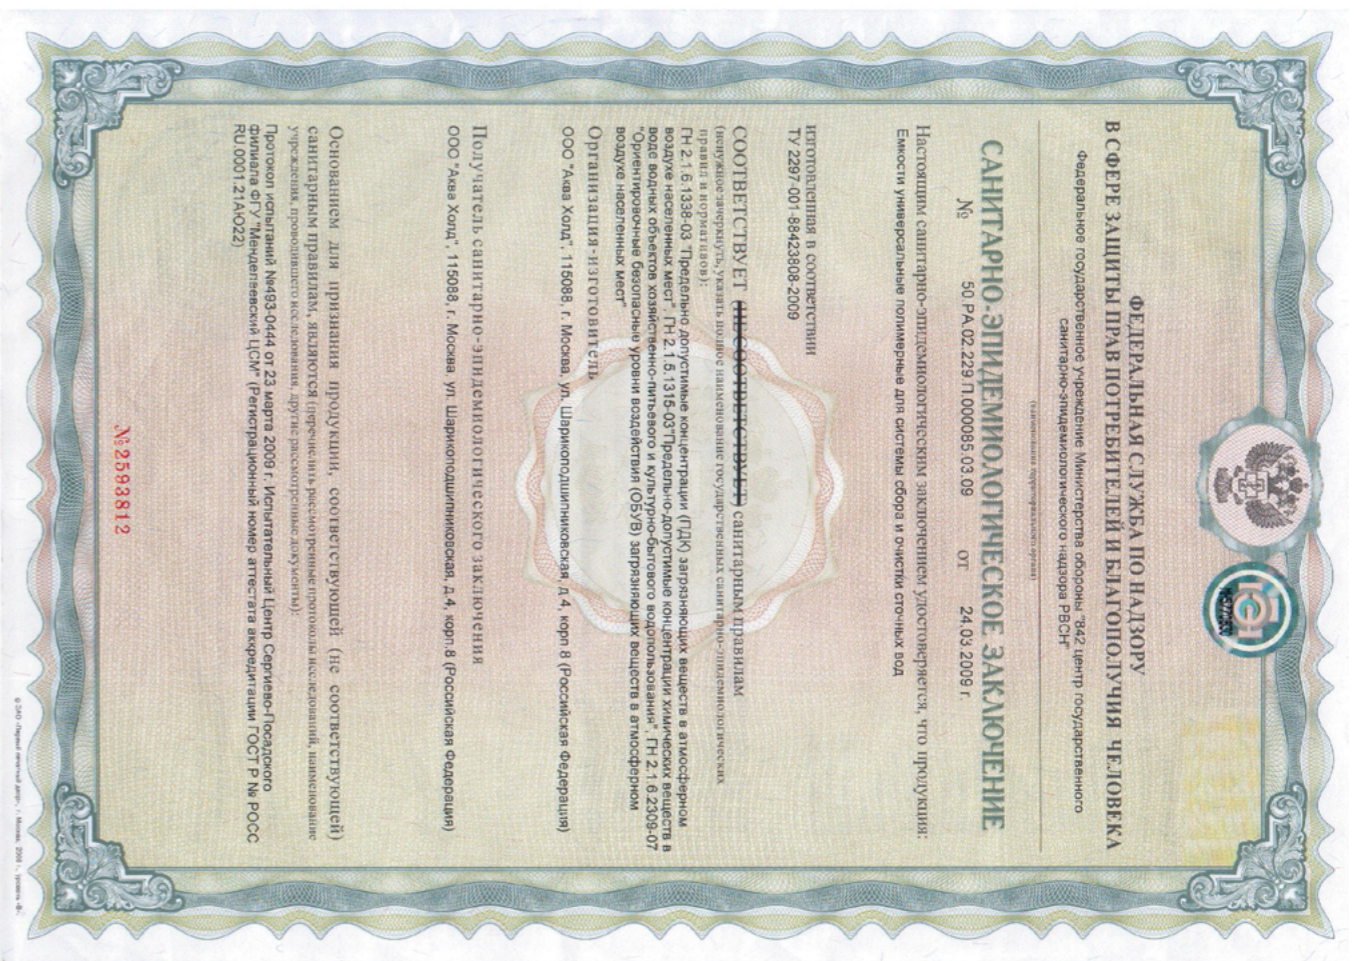 ФЕДЕРАЛЬНАЯ СЛУЖБА ПО НАДЗОРУ
В СФЕРЕ ЗАЩИТЫ ПРАВ ПОТРЕБИТЕЛЕЙ И БЛАГОПОЛУЧИЯ ЧЕЛОВЕКА
Федеральное государственное учреждение Министерства обороны "842 центр государственного
санитарно-эпидемиологического надзора РВСН"
(наименование территориального органа)
САНИТАРНО-ЭПИДЕМИОЛОГИЧЕСКОЕ ЗАКЛЮЧЕНИЕ
№ 50.РА.02.229.П.000085.03.09 от 24.03.2009 г.
Настоящим санитарно-эпидемиологическим заключением удостоверяется, что продукция:
Емкости универсальные полимерные для системы сбора и очистки сточных вод
изготовленная в соответствии
ТУ 2297-001-88423808-2009
СООТВЕТСТВУЕТ (НЕ СООТВЕТСТВУЕТ) санитарным правилам
(ненужное зачеркнуть, указать полное наименование государственных санитарно-эпидемиологических
правил и нормативов):
ГН 2.1.6.1338-03 "Предельно допустимые концентрации (ПДК) загрязняющих веществ в атмосферном
воздухе населенных мест", ГН 2.1.5.1315-03"Предельно-допустимые концентрации химических веществ в
воде водных объектов хозяйственно-питьевого и культурно-бытового водопользования", ГН 2.1.6.2309-07
"Ориентировочные безопасные уровни воздействия (ОБУВ) загрязняющих веществ в атмосферном
воздухе населенных мест"
Организация-изготовитель
ООО "Аква Холд", 115088, г. Москва, ул. Шарикоподшипниковская, д 4, корп 8 (Российская Федерация)
Получатель санитарно-эпидемиологического заключения
ООО "Аква Холд", 115088, г. Москва, ул. Шарикоподшипниковская, д 4, корп.8 (Российская Федерация)
Основанием для признания продукции, соответствующей (не соответствующей)
санитарным правилам, являются (перечислить рассмотренные протоколы исследований, наименование
учреждения, проводившего исследования, другие рассмотренные документы):
Протокол испытаний №493-0444 от 23 марта 2009 г. Испытательный Центр Сергиево-Посадского
филиала ФГУ "Менделеевский ЦСМ" (Регистрационный номер аттестата аккредитации ГОСТ Р № РОСС
RU.0001.21АЮ22)
№2593812
© ЗАО «Первый печатный двор», г. Москва, 2008 г., уровень «В».